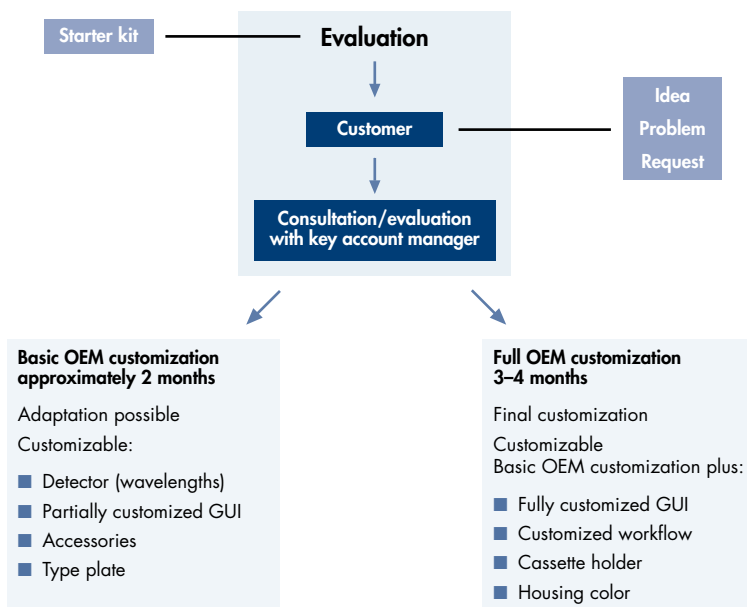 Starter kit
Evaluation
Customer
Idea
Problem
Request
Consultation/evaluation
with key account manager
Basic OEM customization
approximately 2 months
Adaptation possible
Customizable:
Detector (wavelengths)
Partially customized GUI
Accessories
Type plate
Full OEM customization
3–4 months
Final customization
Customizable
Basic OEM customization plus:
Fully customized GUI
Customized workflow
Cassette holder
Housing color